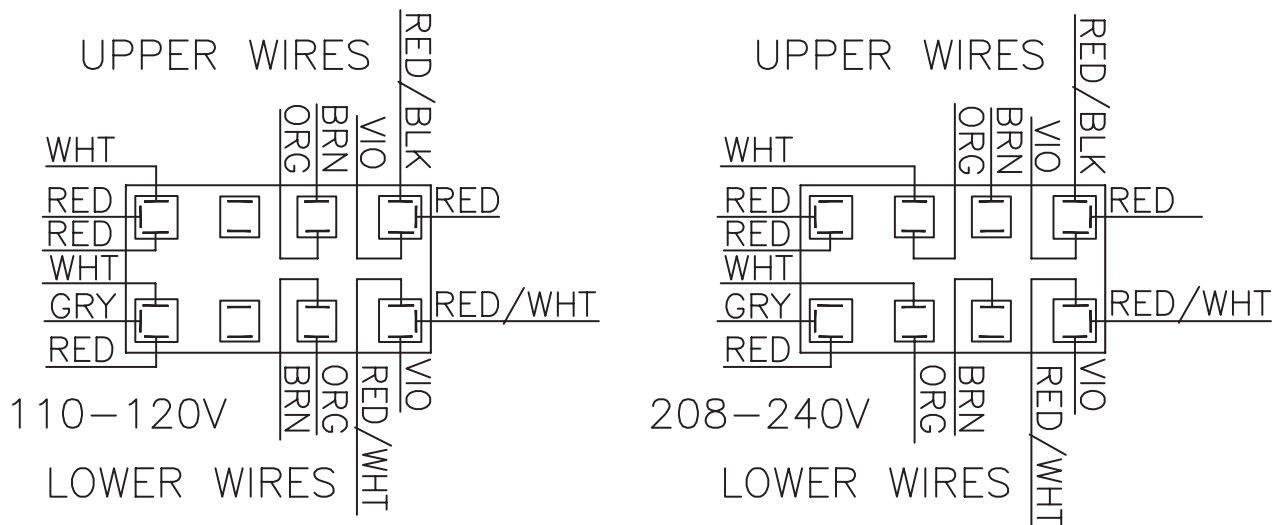 UPPER WIRES
RED/BLK
ORG
BRN
VIO
WHT
RED
RED
RED
WHT
GRY
RED/WHT
RED
BRN
ORG
RED/WHT
VIO
110-120V
LOWER WIRES
UPPER WIRES
RED/BLK
ORG
BRN
VIO
WHT
RED
RED
RED
WHT
GRY
RED/WHT
RED
ORG
BRN
RED/WHT
VIO
208-240V
LOWER WIRES